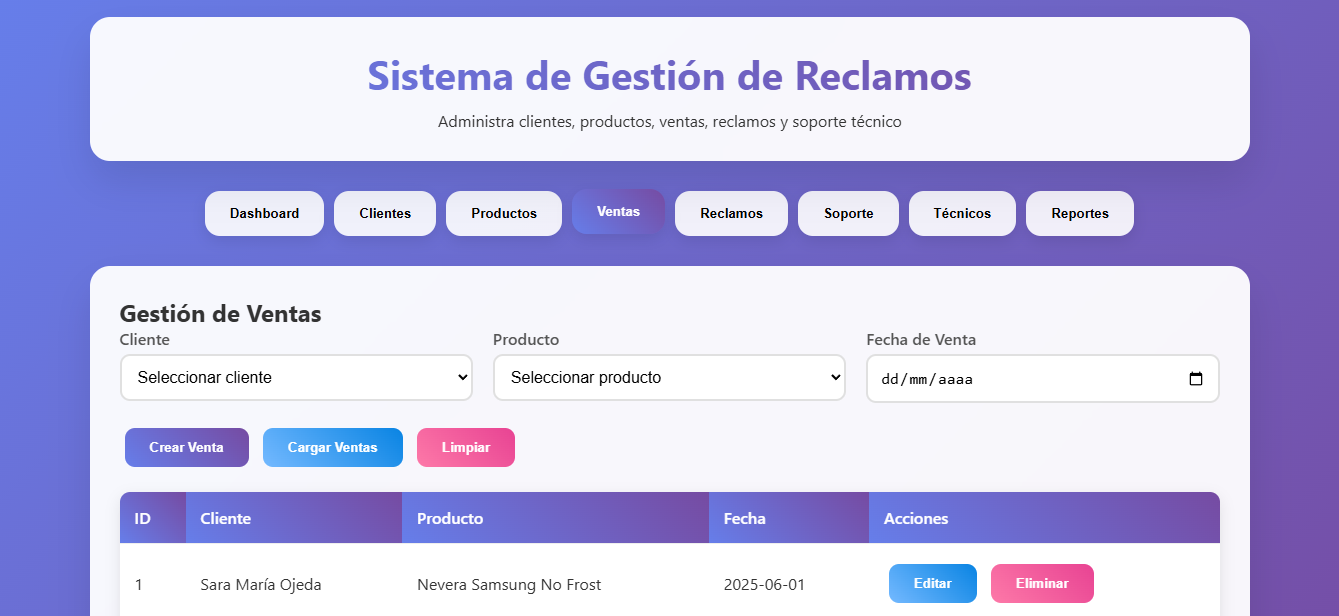 Sistema de Gestión de Reclamos
Administra clientes, productos, ventas, reclamos y soporte técnico
Dashboard Clientes Productos Ventas Reclamos Soporte Técnicos Reportes
Gestión de Ventas
Cliente Producto Fecha de Venta
Seleccionar cliente Seleccionar producto dd/mm/aaaa
Crear Venta Cargar Ventas Limpiar
ID Cliente Producto Fecha Acciones
1 Sara María Ojeda Nevera Samsung No Frost 2025-06-01 Editar Eliminar